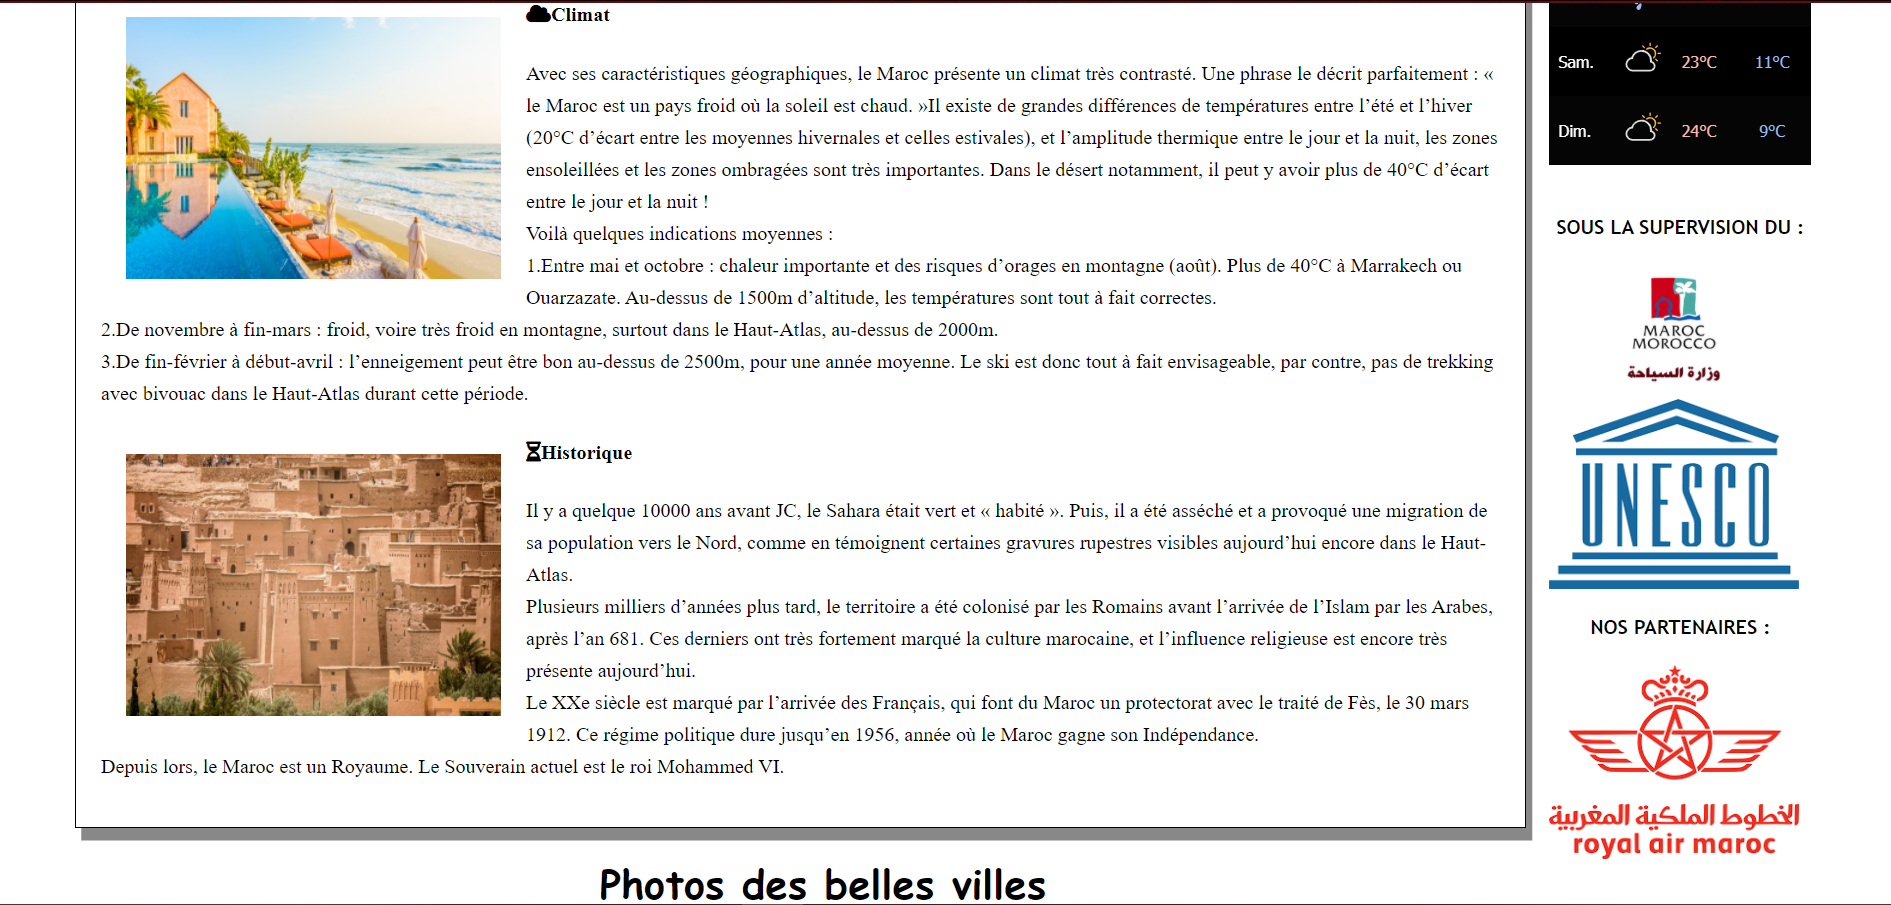 Climat
Avec ses caractéristiques géographiques, le Maroc présente un climat très contrasté. Une phrase le décrit parfaitement : «
le Maroc est un pays froid où la soleil est chaud. »Il existe de grandes différences de températures entre l’été et l’hiver
(20°C d’écart entre les moyennes hivernales et celles estivales), et l’amplitude thermique entre le jour et la nuit, les zones
ensoleillées et les zones ombragées sont très importantes. Dans le désert notamment, il peut y avoir plus de 40°C d’écart
entre le jour et la nuit !
Voilà quelques indications moyennes :
1.Entre mai et octobre : chaleur importante et des risques d’orages en montagne (août). Plus de 40°C à Marrakech ou
Ouarzazate. Au-dessus de 1500m d’altitude, les températures sont tout à fait correctes.
2.De novembre à fin-mars : froid, voire très froid en montagne, surtout dans le Haut-Atlas, au-dessus de 2000m.
3.De fin-février à début-avril : l’enneigement peut être bon au-dessus de 2500m, pour une année moyenne. Le ski est donc tout à fait envisageable, par contre, pas de trekking
avec bivouac dans le Haut-Atlas durant cette période.
Historique
Il y a quelque 10000 ans avant JC, le Sahara était vert et « habité ». Puis, il a été asséché et a provoqué une migration de
sa population vers le Nord, comme en témoignent certaines gravures rupestres visibles aujourd’hui encore dans le Haut-
Atlas.
Plusieurs milliers d’années plus tard, le territoire a été colonisé par les Romains avant l’arrivée de l’Islam par les Arabes,
après l’an 681. Ces derniers ont très fortement marqué la culture marocaine, et l’influence religieuse est encore très
présente aujourd’hui.
Le XXe siècle est marqué par l’arrivée des Français, qui font du Maroc un protectorat avec le traité de Fès, le 30 mars
1912. Ce régime politique dure jusqu’en 1956, année où le Maroc gagne son Indépendance.
Depuis lors, le Maroc est un Royaume. Le Souverain actuel est le roi Mohammed VI.
Photos des belles villes
Sam. 23°C 11°C
Dim. 24°C 9°C
SOUS LA SUPERVISION DU :
MAROC
MOROCCO
وزارة السياحة
UNESCO
NOS PARTENAIRES :
الخطوط الملكية المغربية
royal air maroc